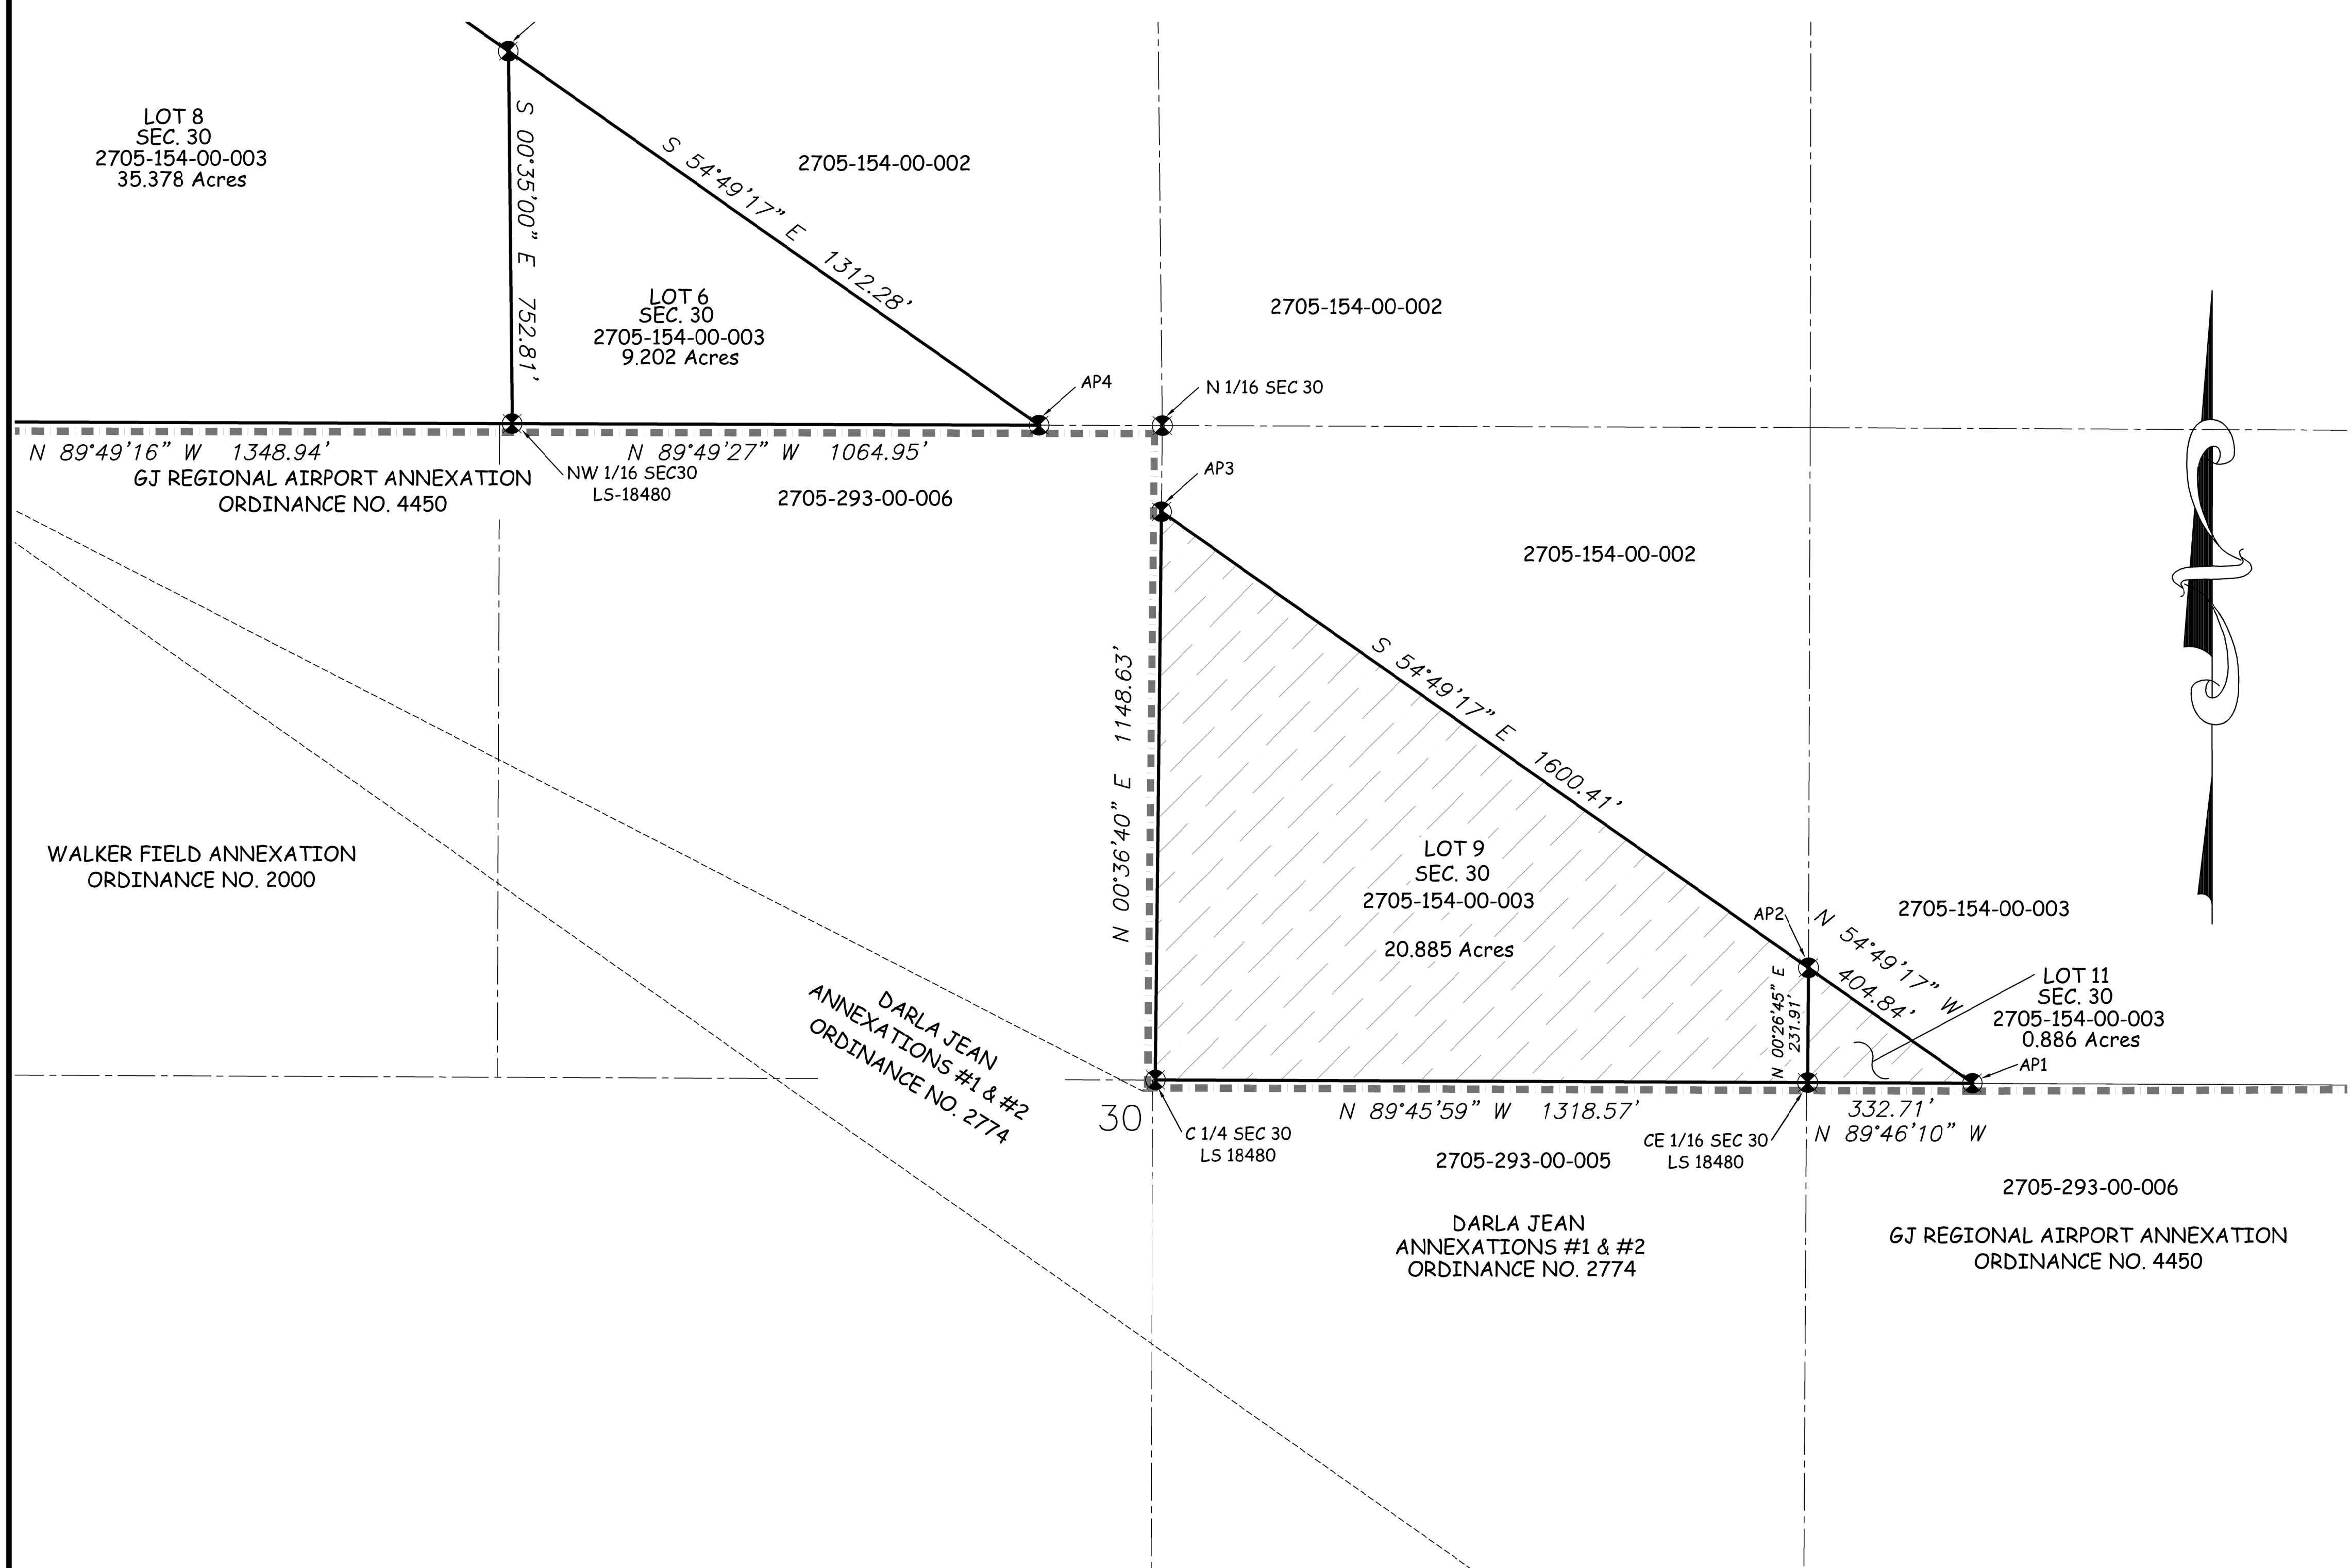 LOT 8
SEC. 30
2705-154-00-003
35.378 Acres
S 00°35'00" E 752.81'
S 54°49'17" E 1312.28'
2705-154-00-002
LOT 6
SEC. 30
2705-154-00-003
9.202 Acres
2705-154-00-002
AP4
N 1/16 SEC 30
N 89°49'16" W 1348.94'
N 89°49'27" W 1064.95'
GJ REGIONAL AIRPORT ANNEXATION
ORDINANCE NO. 4450
NW 1/16 SEC30
LS-18480
2705-293-00-006
AP3
2705-154-00-002
N 00°36'40" E 1148.63'
S 54°49'17" E 1600.41'
WALKER FIELD ANNEXATION
ORDINANCE NO. 2000
LOT 9
SEC. 30
2705-154-00-003
20.885 Acres
AP2
N 54°49'17" W
404.84'
2705-154-00-003
N 00°26'45" E
231.91'
LOT 11
SEC. 30
2705-154-00-003
0.886 Acres
AP1
DARLA JEAN
ANNEXATIONS #1 & #2
ORDINANCE NO. 2774
30
C 1/4 SEC 30
LS 18480
N 89°45'59" W 1318.57'
332.71'
N 89°46'10" W
CE 1/16 SEC 30
LS 18480
2705-293-00-005
2705-293-00-006
DARLA JEAN
ANNEXATIONS #1 & #2
ORDINANCE NO. 2774
GJ REGIONAL AIRPORT ANNEXATION
ORDINANCE NO. 4450